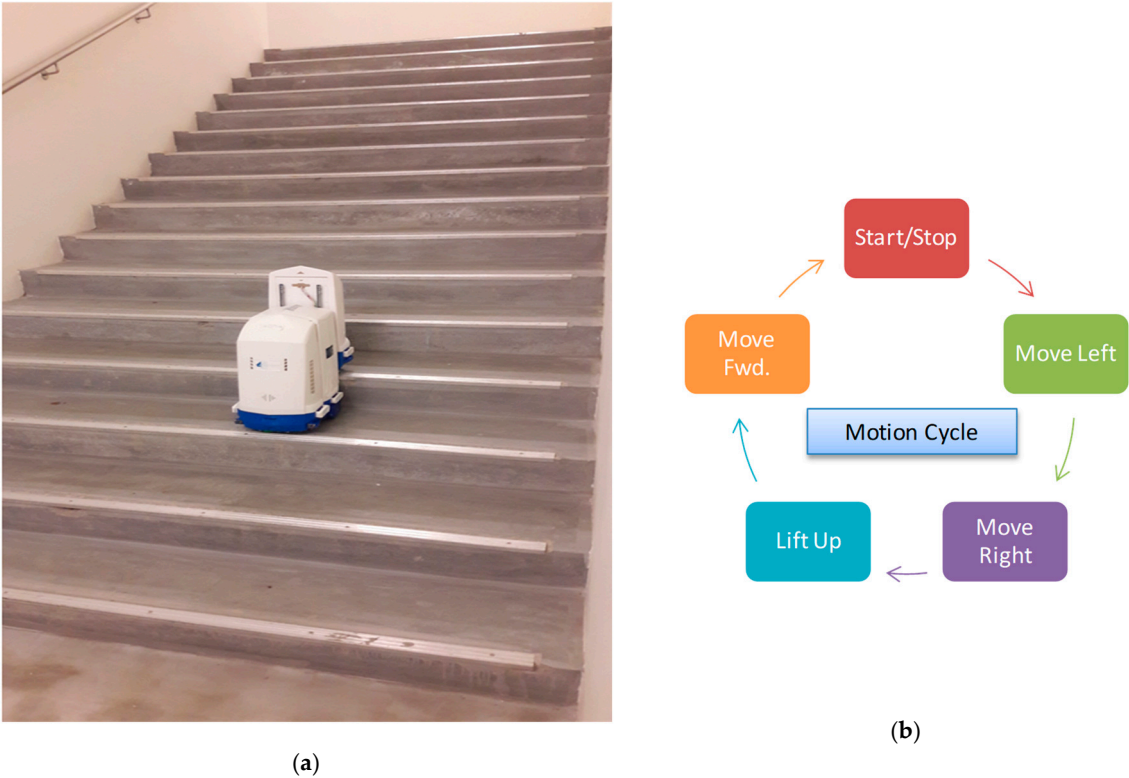 Start/Stop
Move Left
Move
Right
Lift Up
Move
Fwd.
Motion Cycle
(a)
(b)